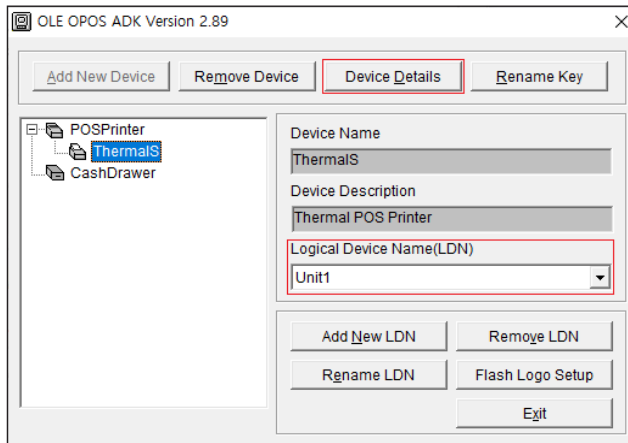 OLE OPOS ADK Version 2.89
Add New Device Remove Device Device Details Rename Key
POSPrinter
ThermalS
CashDrawer
Device Name
ThermalS
Device Description
Thermal POS Printer
Logical Device Name(LDN)
Unit1
Add New LDN Remove LDN
Rename LDN Flash Logo Setup
Exit